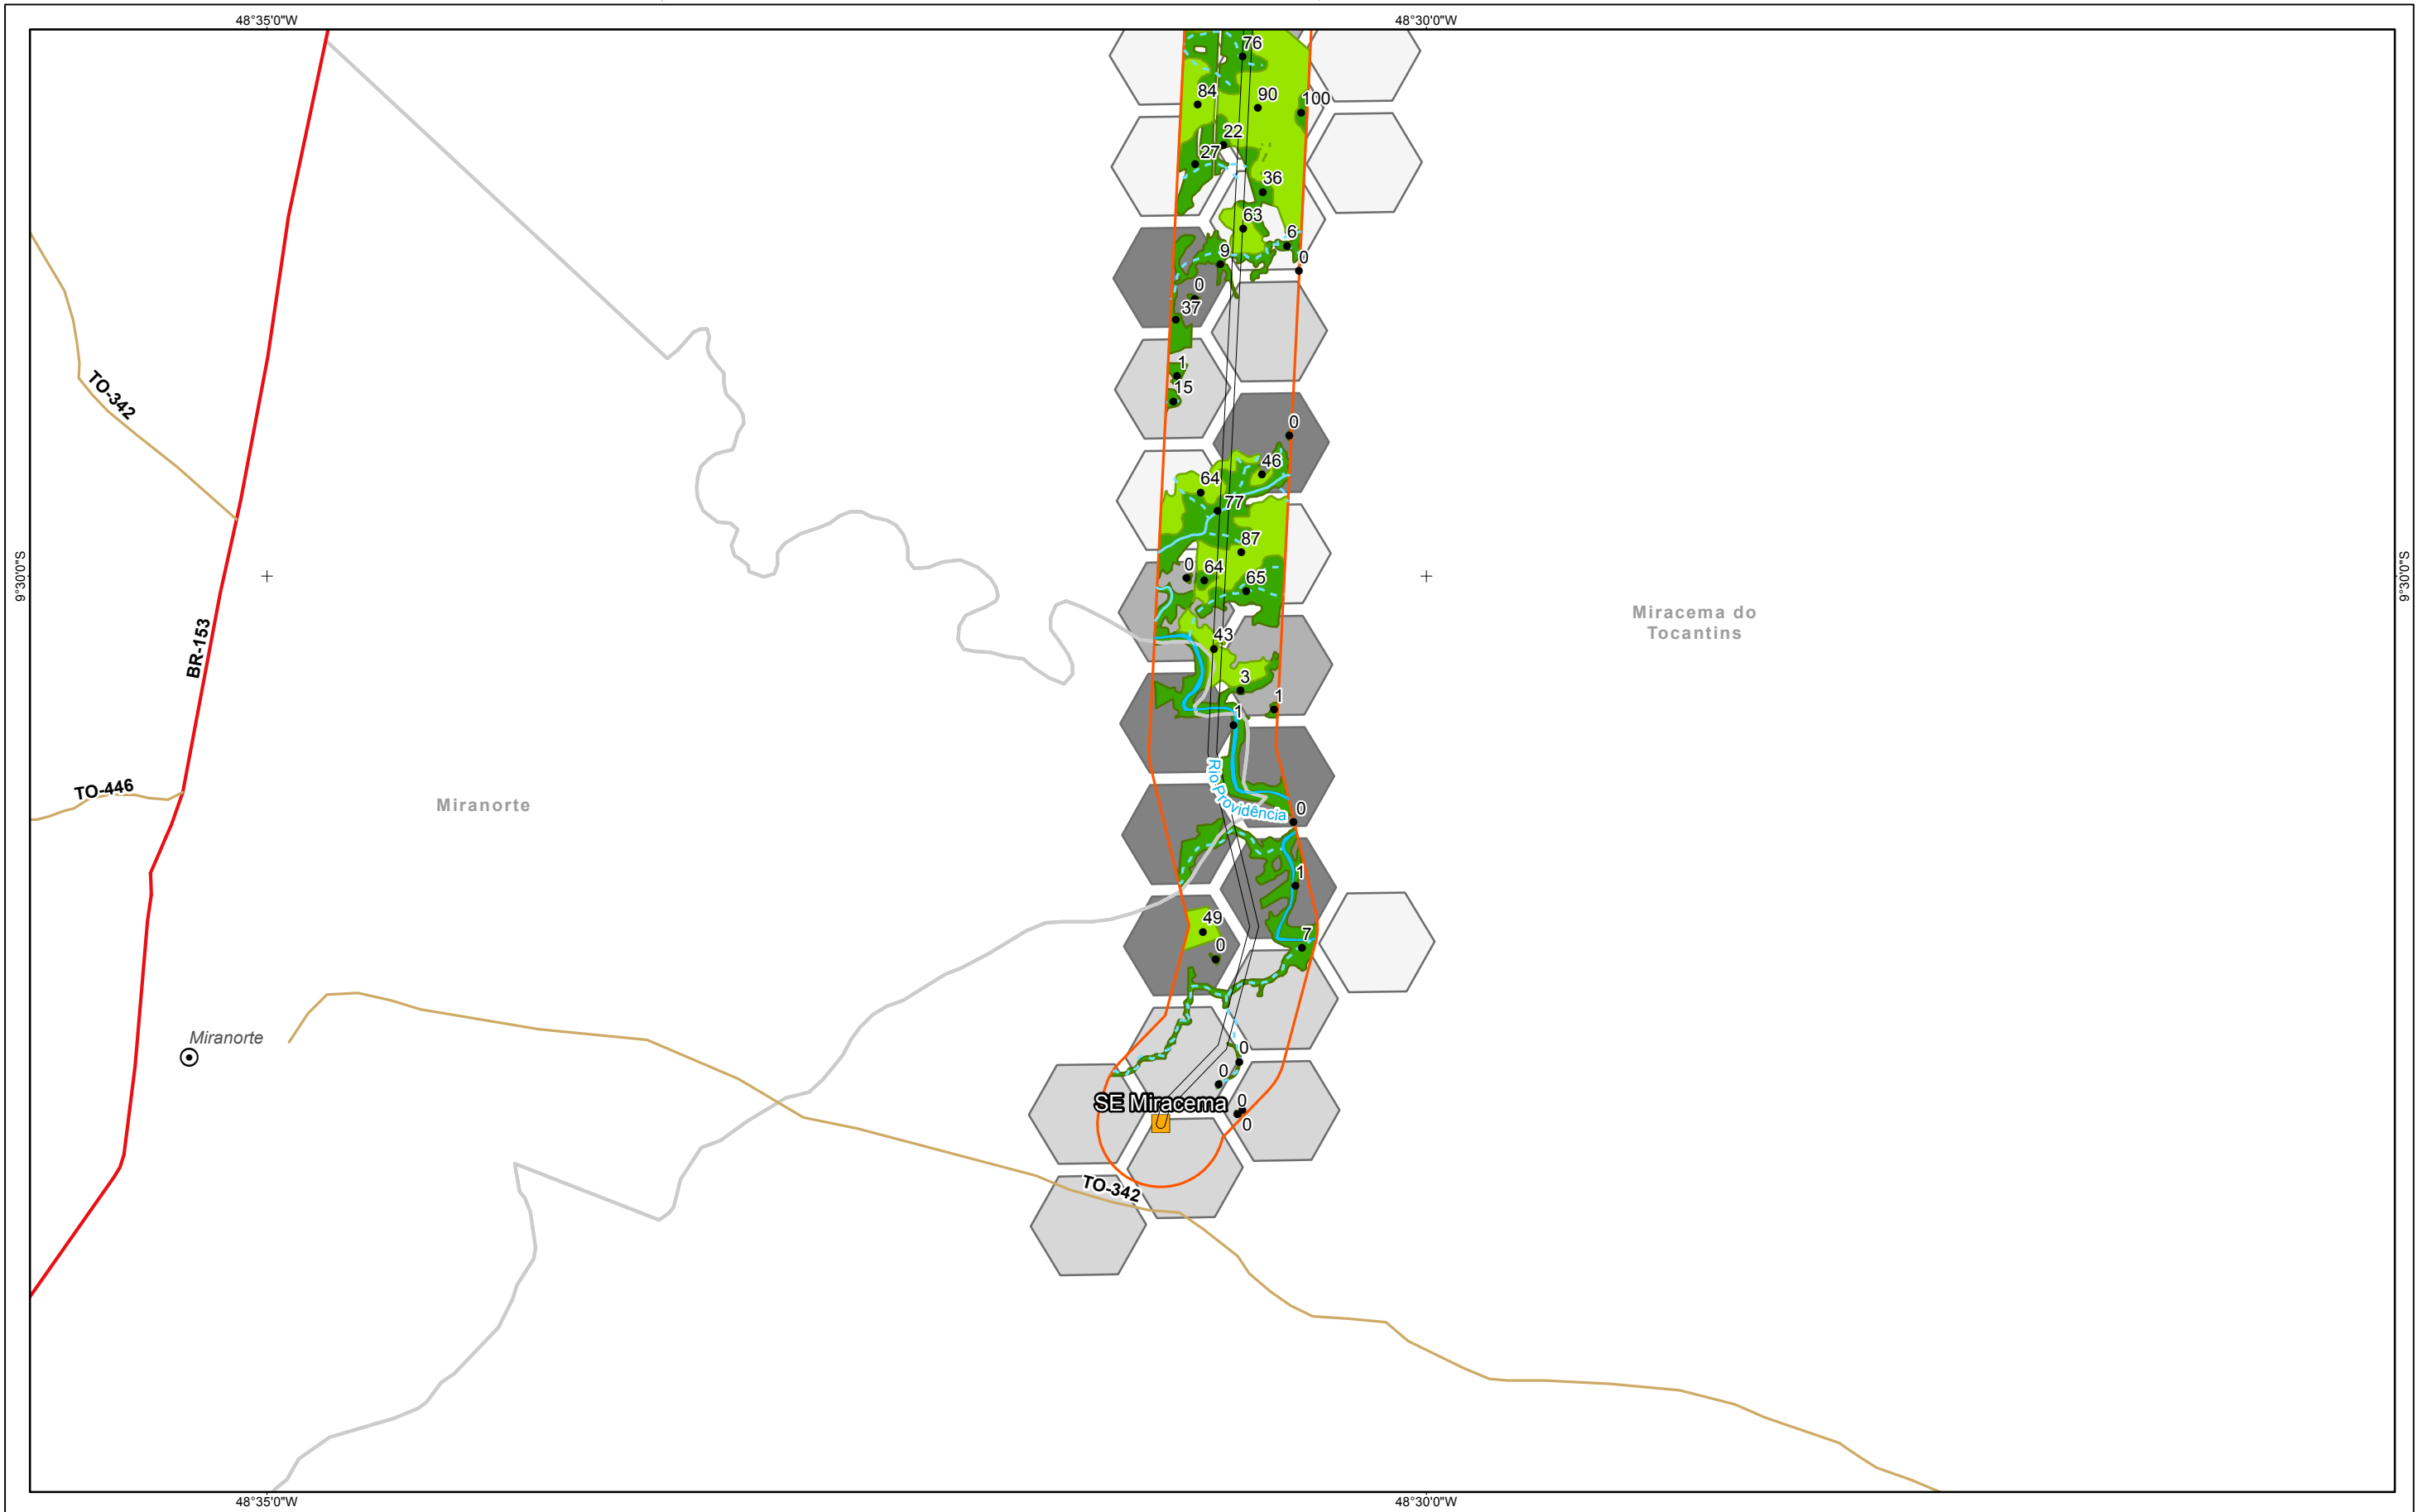 48°35'0"W
48°30'0"W
76
84
90
100
22
27
36
63
6
9
0
0
37
1
15
0
46
64
77
87
9°30'0"S
9°30'0"S
0
64
65
TO-342
BR-153
Miracema do
Tocantins
43
3
1
1
TO-446
Miranorte
Rio Providência
0
1
49
7
0
Miranorte
0
0
SE Miracema
0
0
TO-342
48°35'0"W
48°30'0"W